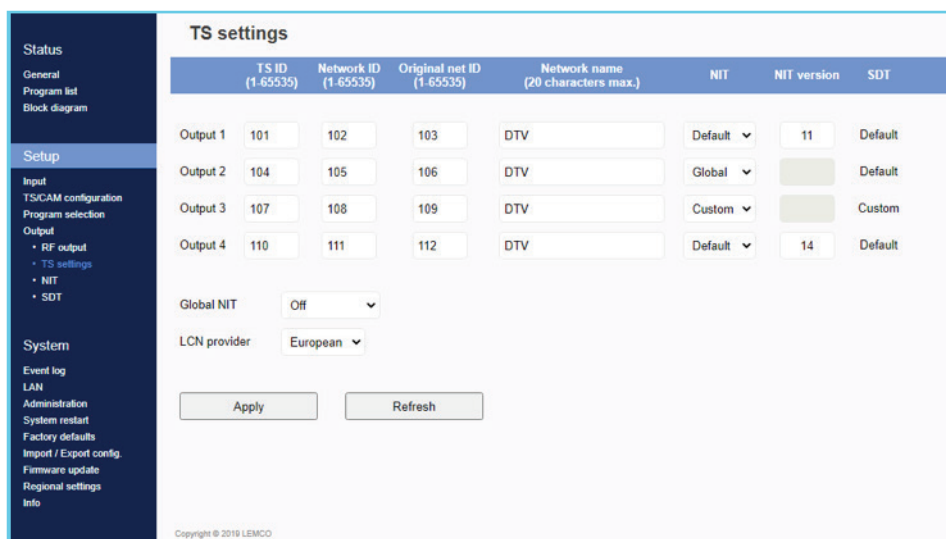 Status
General
Program list
Block diagram
Setup
Input
TS/CAM configuration
Program selection
Output
• RF output
• TS settings
• NIT
• SDT
System
Event log
LAN
Administration
System restart
Factory defaults
Import / Export config.
Firmware update
Regional settings
Info
TS settings
TS ID Network ID Original net ID Network name NIT NIT version SDT
(1-65535) (1-65535) (1-65535) (20 characters max.)
Output 1 101 102 103 DTV Default 11 Default
Output 2 104 105 106 DTV Global Default
Output 3 107 108 109 DTV Custom Custom
Output 4 110 111 112 DTV Default 14 Default
Global NIT Off
LCN provider European
Apply Refresh
Copyright © 2019 LEMCO